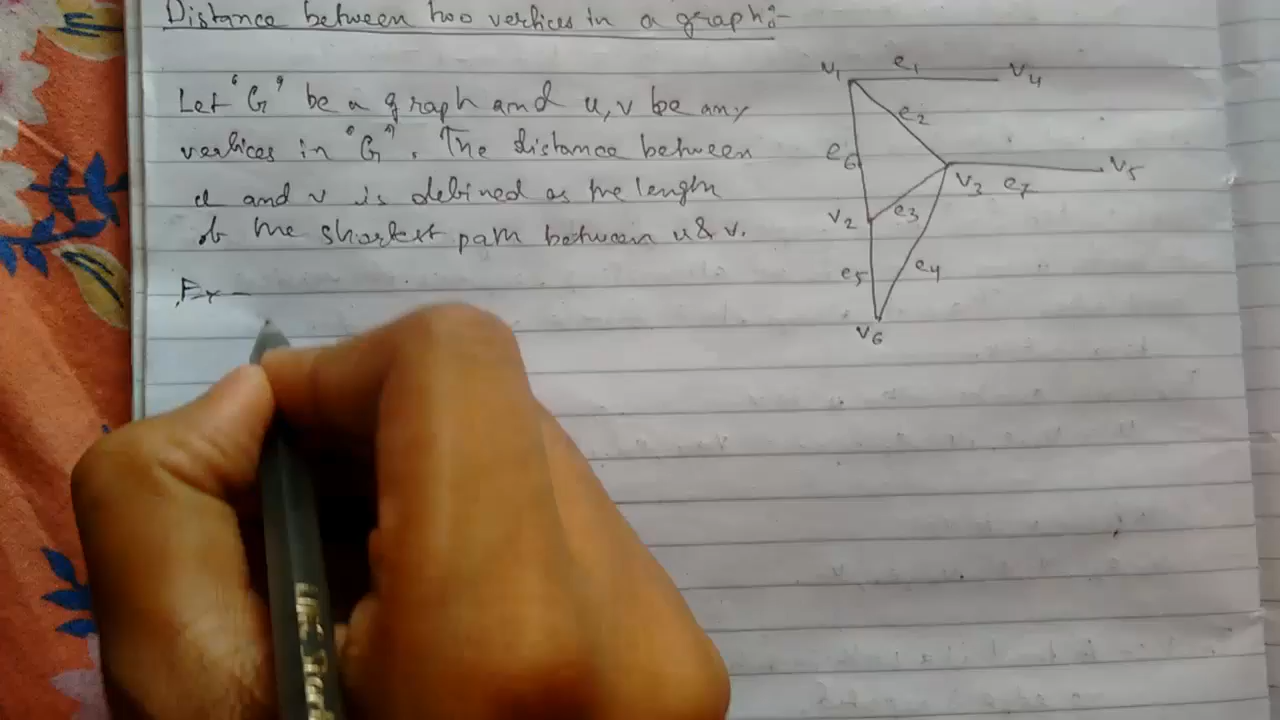 Distance between two vertices in a graph:-
Let "G" be a graph and u, v be any
vertices in "G". The distance between
u and v is defined as the length
of the shortest path between u & v.
Ex-
v1 e1 v4
e2
e6
v3 e7 v5
v2 e3
e5 e4
v6